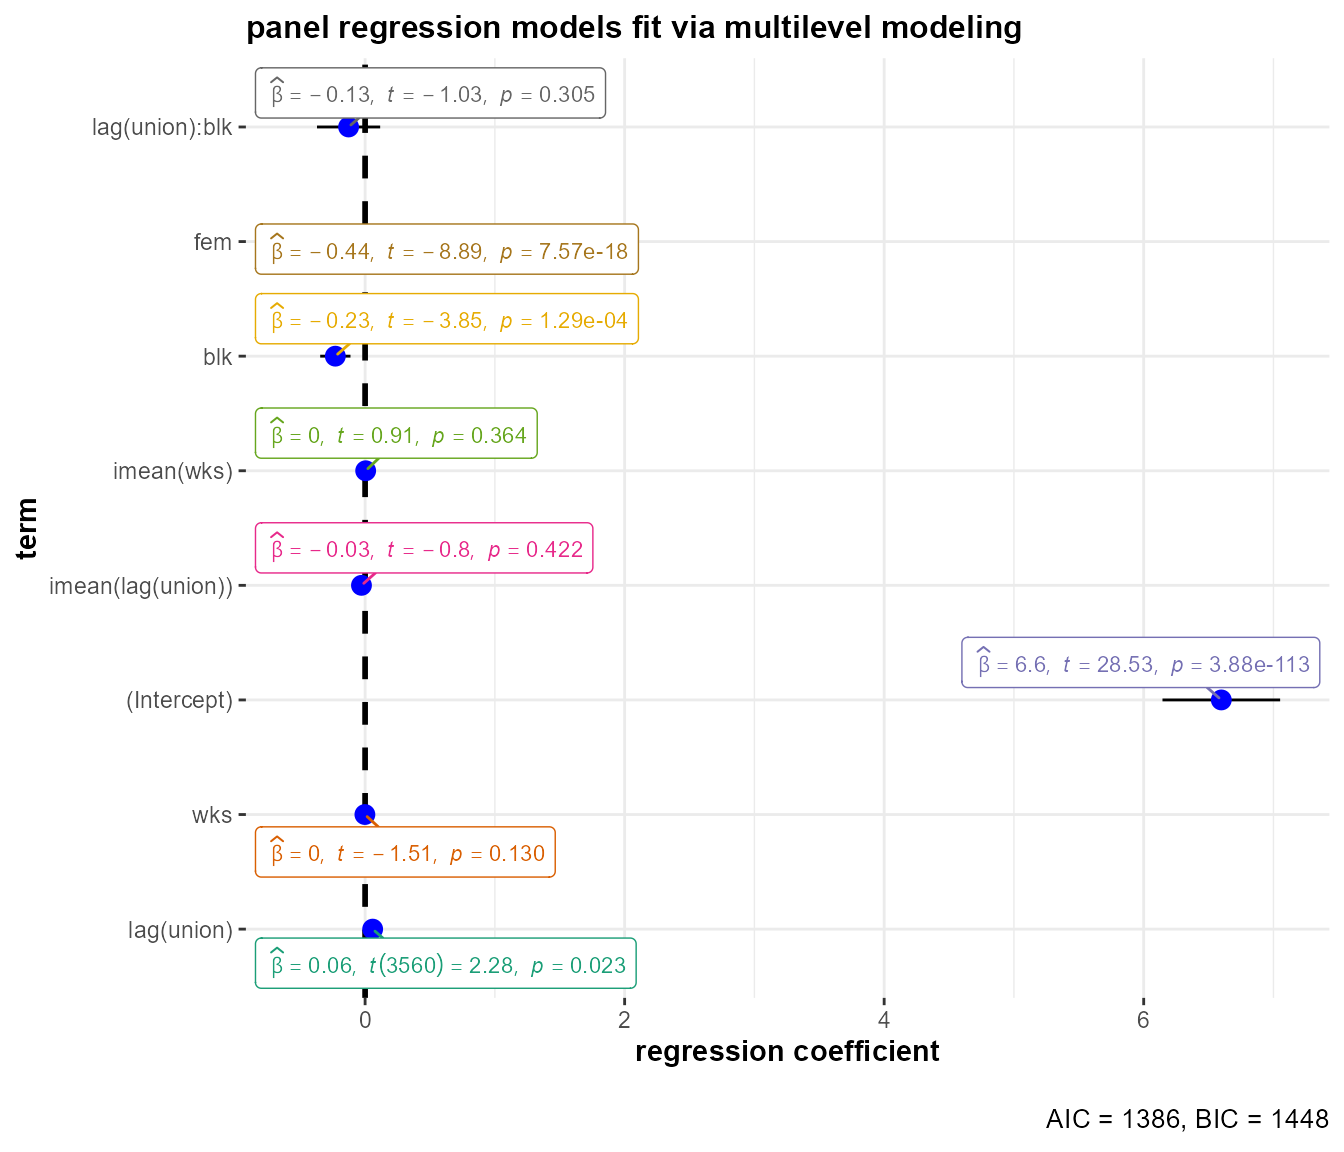 panel regression models fit via multilevel modeling
β̂ = −0.13, t = −1.03, p = 0.305
lag(union):blk
β̂ = −0.44, t = −8.89, p = 7.57e-18
fem
β̂ = −0.23, t = −3.85, p = 1.29e-04
blk
β̂ = 0, t = 0.91, p = 0.364
imean(wks)
β̂ = −0.03, t = −0.8, p = 0.422
imean(lag(union))
β̂ = 6.6, t = 28.53, p = 3.88e-113
(Intercept)
wks
β̂ = 0, t = −1.51, p = 0.130
lag(union)
β̂ = 0.06, t(3560) = 2.28, p = 0.023
term
0 2 4 6
regression coefficient
AIC = 1386, BIC = 1448